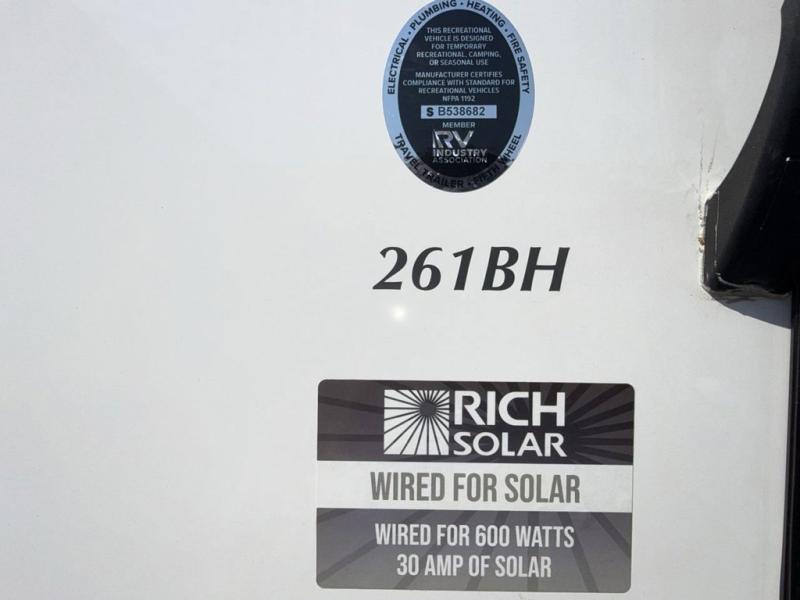 ELECTRICAL • PLUMBING • HEATING • FIRE SAFETY
THIS RECREATIONAL
VEHICLE IS DESIGNED
FOR TEMPORARY
RECREATIONAL, CAMPING,
OR SEASONAL USE
MANUFACTURER CERTIFIES
COMPLIANCE WITH STANDARD FOR
RECREATIONAL VEHICLES
NFPA 1192
S B538682
MEMBER
RV
INDUSTRY
ASSOCIATION
TRAVEL TRAILER • FIFTH WHEEL
261BH
RICH
SOLAR
WIRED FOR SOLAR
WIRED FOR 600 WATTS
30 AMP OF SOLAR